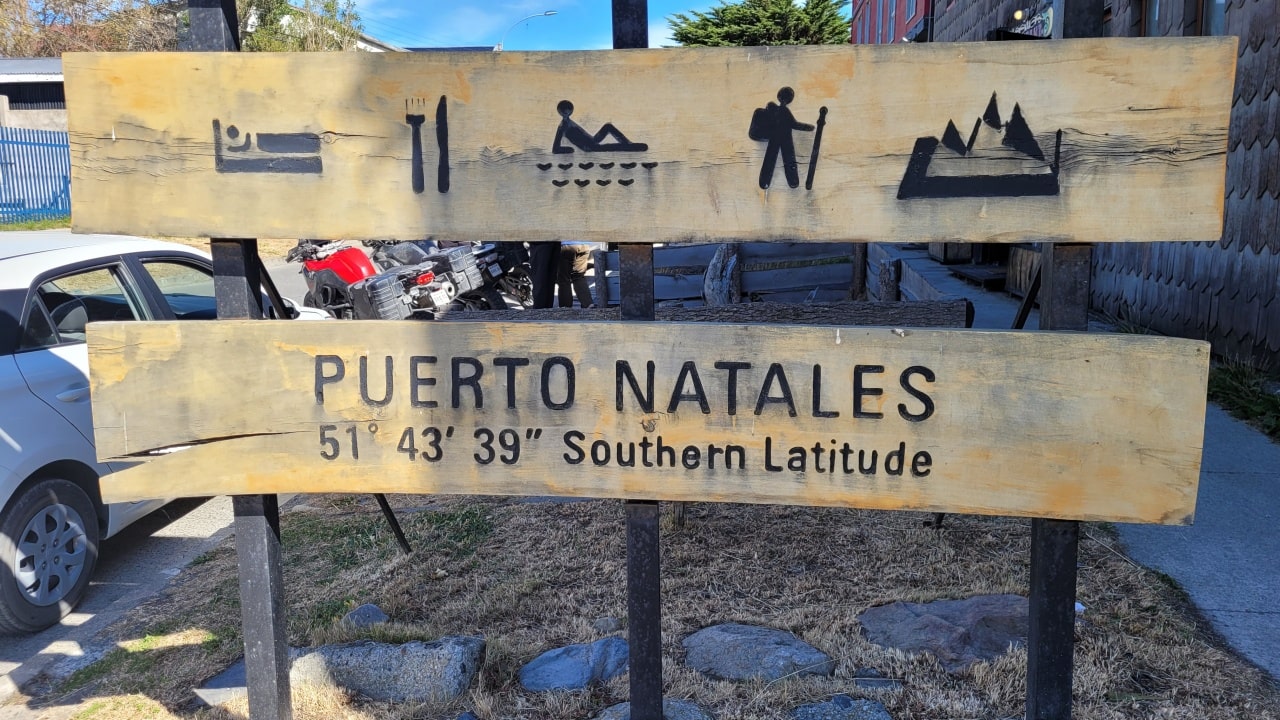 PUERTO NATALES
51° 43' 39" Southern Latitude